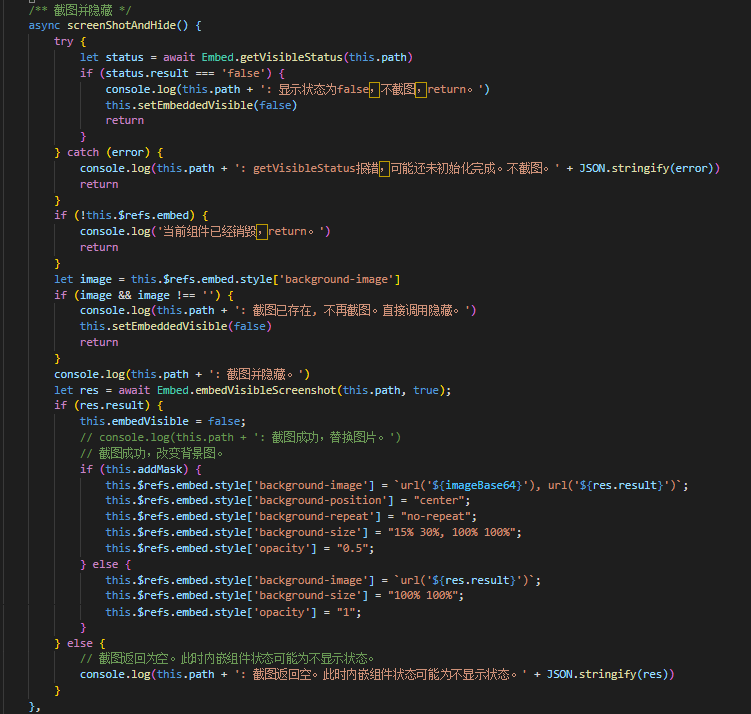 /** 截图并隐藏 */
async screenShotAndHide() {
try {
let status = await Embed.getVisibleStatus(this.path)
if (status.result === 'false') {
console.log(this.path + ': 显示状态为false，不截图，return。')
this.setEmbeddedVisible(false)
return
}
} catch (error) {
console.log(this.path + ': getVisibleStatus报错，可能还未初始化完成。不截图。' + JSON.stringify(error))
return
}
if (!this.$refs.embed) {
console.log('当前组件已经销毁，return。')
return
}
let image = this.$refs.embed.style['background-image']
if (image && image !== '') {
console.log(this.path + ': 截图已存在, 不再截图。直接调用隐藏。')
this.setEmbeddedVisible(false)
return
}
console.log(this.path + ': 截图并隐藏。')
let res = await Embed.embedVisibleScreenshot(this.path, true);
if (res.result) {
this.embedVisible = false;
// console.log(this.path + ': 截图成功，替换图片。')
// 截图成功，改变背景图。
if (this.addMask) {
this.$refs.embed.style['background-image'] = `url('${imageBase64}'), url('${res.result}')`;
this.$refs.embed.style['background-position'] = "center";
this.$refs.embed.style['background-repeat'] = "no-repeat";
this.$refs.embed.style['background-size'] = "15% 30%, 100% 100%";
this.$refs.embed.style['opacity'] = "0.5";
} else {
this.$refs.embed.style['background-image'] = `url('${res.result}')`;
this.$refs.embed.style['background-size'] = "100% 100%";
this.$refs.embed.style['opacity'] = "1";
}
} else {
// 截图返回为空。此时内嵌组件状态可能为不显示状态。
console.log(this.path + ': 截图返回空。此时内嵌组件状态可能为不显示状态。' + JSON.stringify(res))
}
},